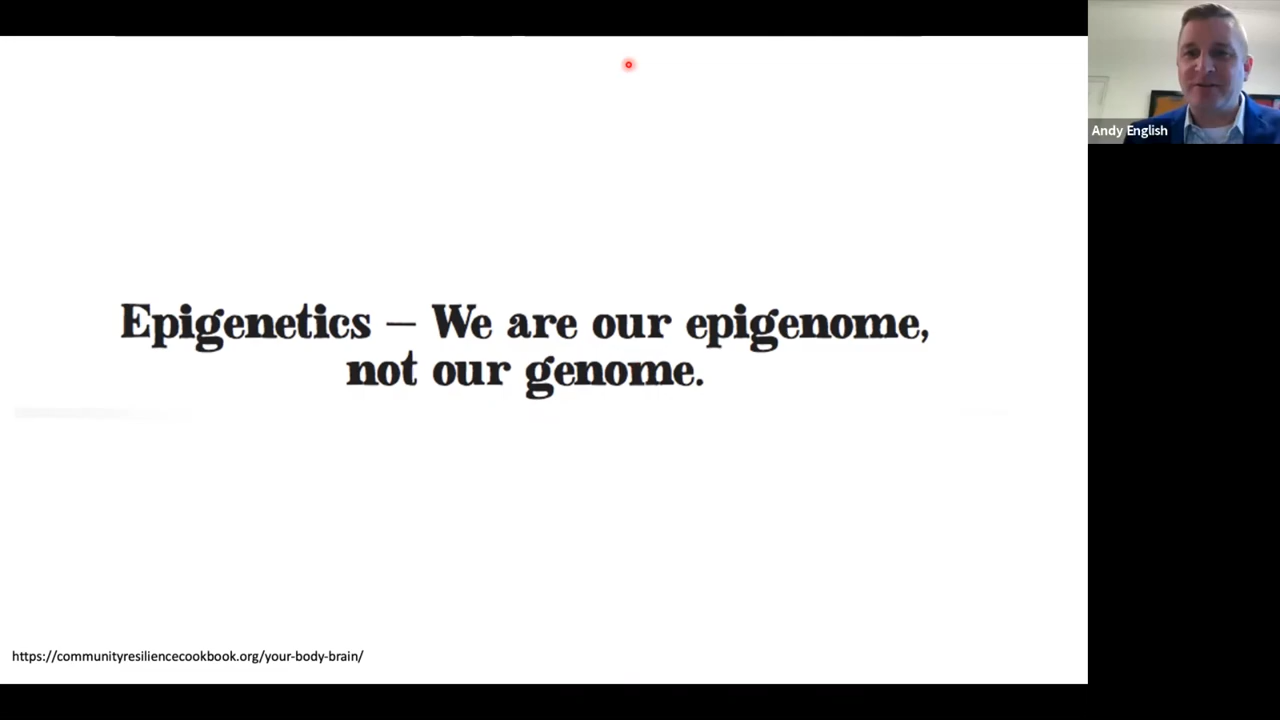 Epigenetics – We are our epigenome,
not our genome.
https://communityresiliencecookbook.org/your-body-brain/
Andy English